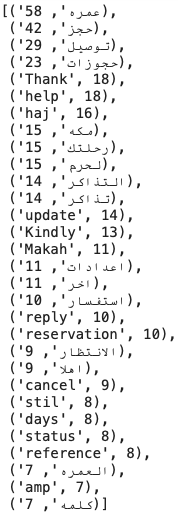 [('عمره', 58),
('حجز', 42),
('توصيل', 29),
('حجوزات', 23),
('Thank', 18),
('help', 18),
('haj', 16),
('مكه', 15),
('رحلتك', 15),
('لحرم', 15),
('التذاكر', 14),
('تذاكر', 14),
('update', 14),
('Kindly', 13),
('Makah', 11),
('اعدادات', 11),
('اخر', 11),
('استفسار', 10),
('reply', 10),
('reservation', 10),
('الانتظار', 9),
('اهلا', 9),
('cancel', 9),
('stil', 8),
('days', 8),
('status', 8),
('reference', 8),
('العمره', 7),
('amp', 7),
('كلمه', 7)]